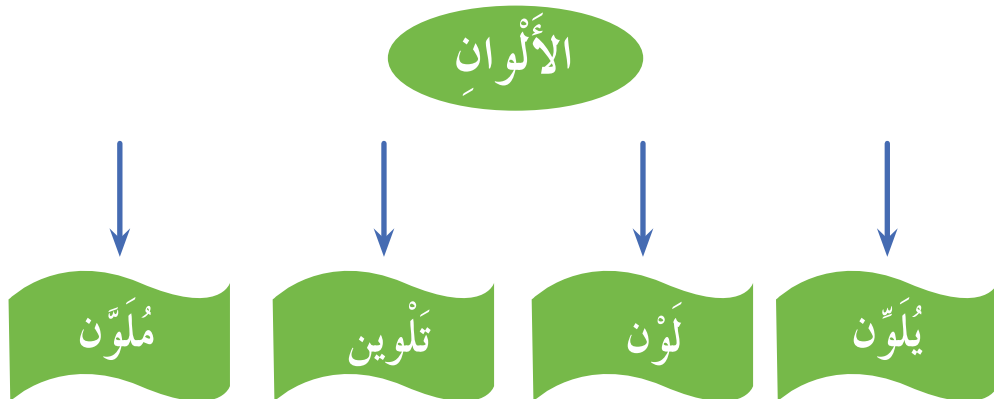 الأَلْوانِ
يُلَوِّن
لَوْن
تَلْوين
مُلَوَّن